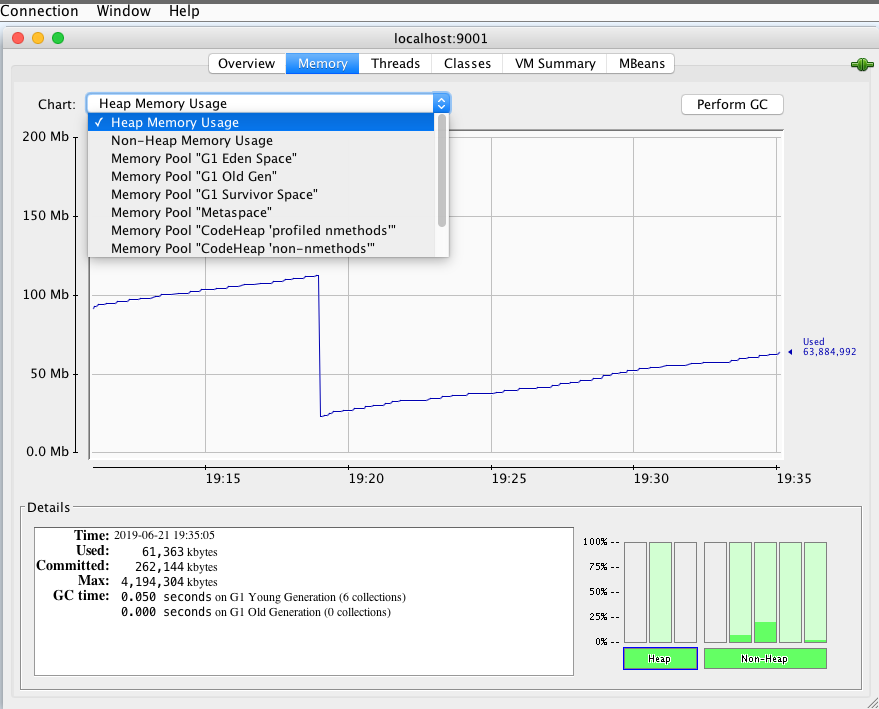 Connection Window Help
localhost:9001
Overview Memory Threads Classes VM Summary MBeans
Chart: Heap Memory Usage Perform GC
✓ Heap Memory Usage
Non-Heap Memory Usage
Memory Pool "G1 Eden Space"
Memory Pool "G1 Old Gen"
Memory Pool "G1 Survivor Space"
Memory Pool "Metaspace"
Memory Pool "CodeHeap 'profiled nmethods'"
Memory Pool "CodeHeap 'non-nmethods'"
200 Mb
150 Mb
100 Mb
50 Mb
0.0 Mb
Used
63,884,992
19:15 19:20 19:25 19:30 19:35
Details
Time: 2019-06-21 19:35:05
Used: 61,363 kbytes
Committed: 262,144 kbytes
Max: 4,194,304 kbytes
GC time: 0.050 seconds on G1 Young Generation (6 collections)
0.000 seconds on G1 Old Generation (0 collections)
100% --
75% --
50% --
25% --
0% --
Heap Non-Heap